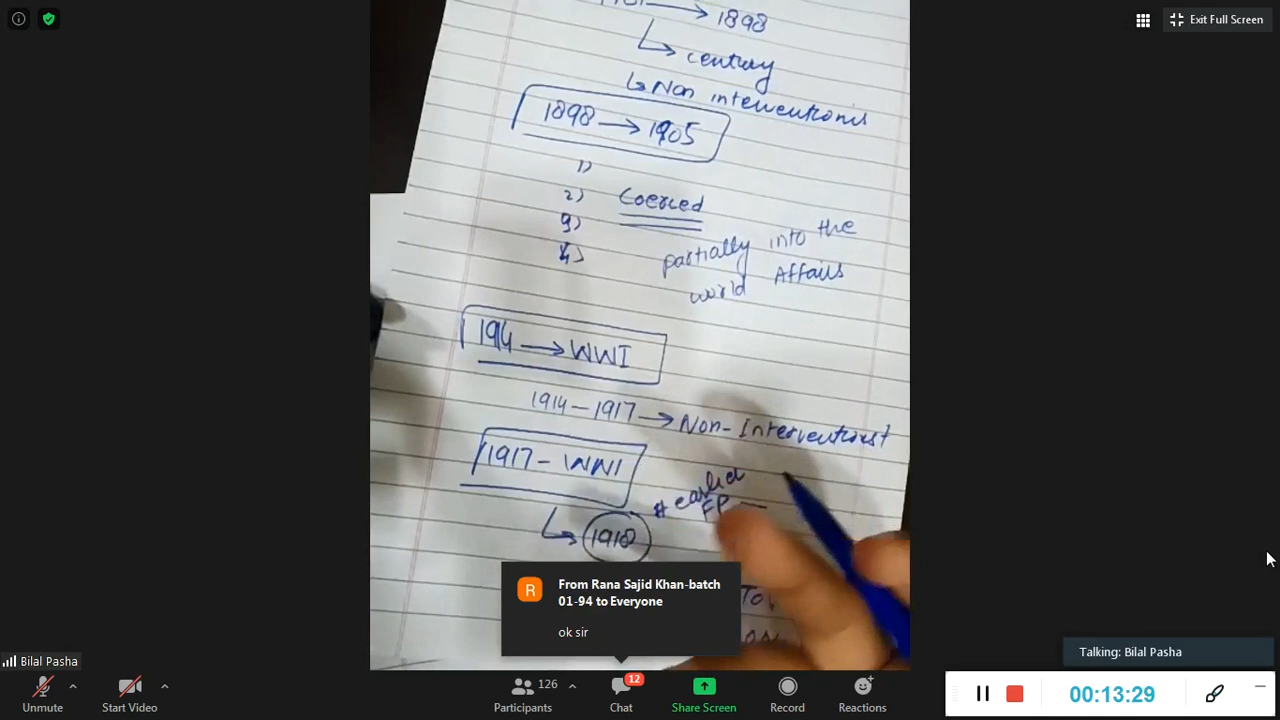 Exit Full Screen
→ 1898
↳ century
↳ Non interventionis
1898 → 1905
1)
2) Coerced
3)
4)
partially into the
world Affairs
1914 → WWI
1914 – 1917 → Non-Interventionist
1917 – WWI
↳ 1918
#
FP —
From Rana Sajid Khan-batch
01-94 to Everyone
ok sir
Bilal Pasha
Talking: Bilal Pasha
Unmute
Start Video
126
Participants
12
Chat
Share Screen
Record
Reactions
00:13:29